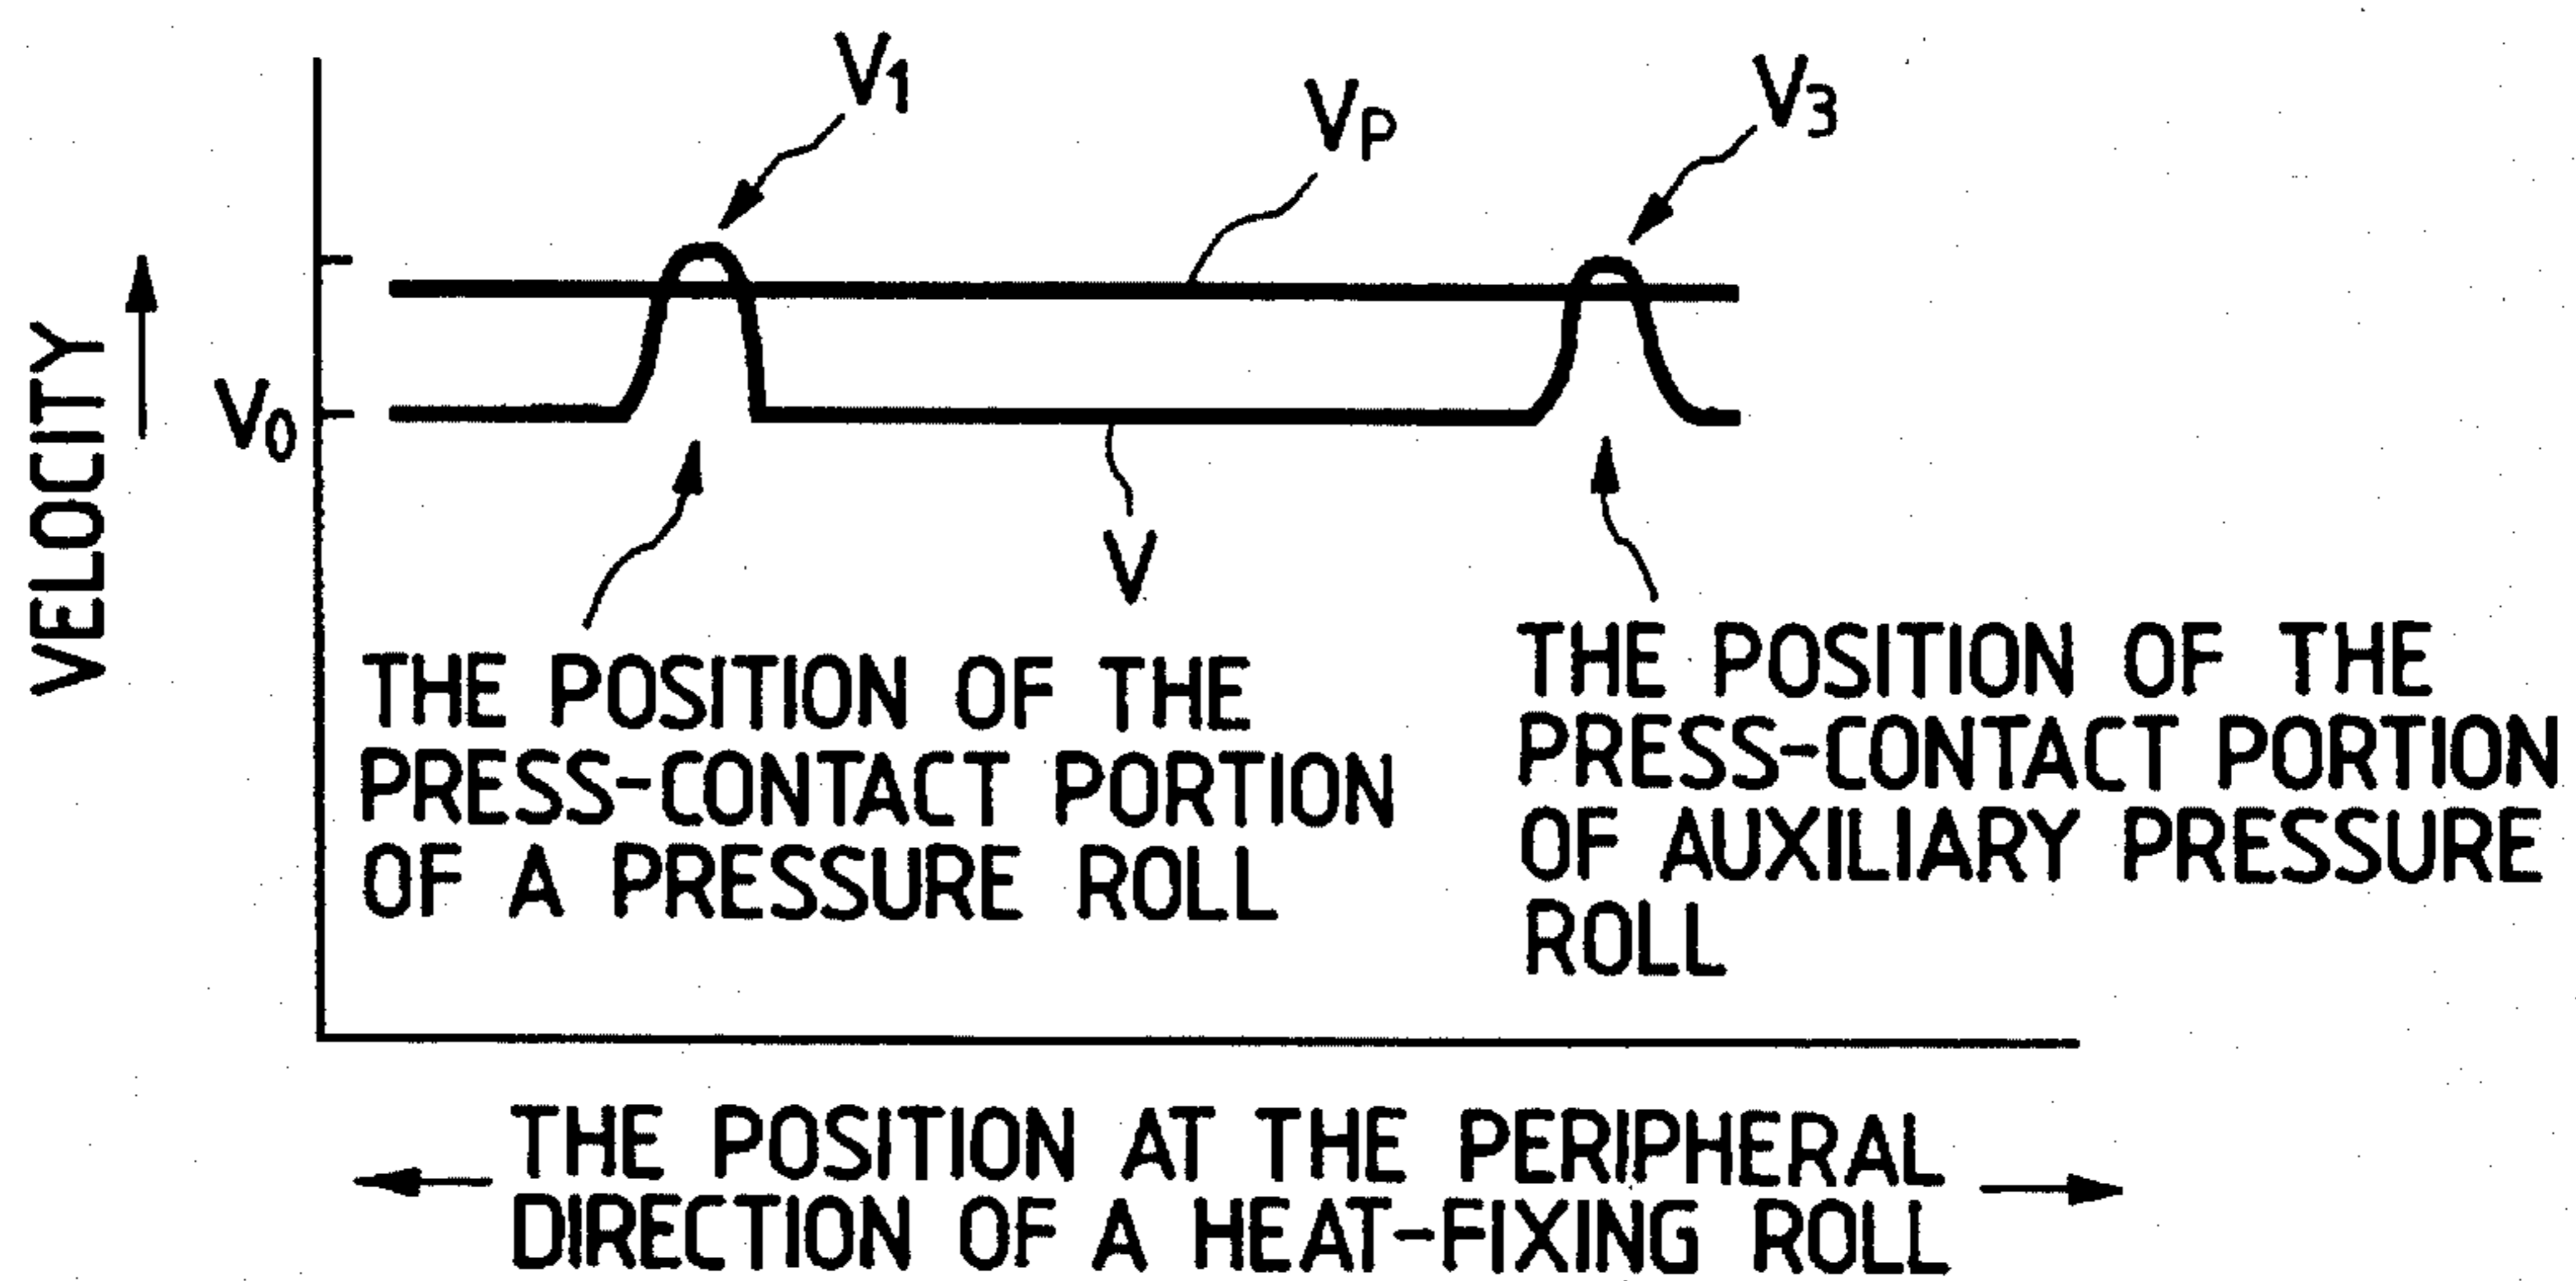 V1
VP
V3
VELOCITY
V0
V
THE POSITION OF THE
PRESS-CONTACT PORTION
OF A PRESSURE ROLL
THE POSITION OF THE
PRESS-CONTACT PORTION
OF AUXILIARY PRESSURE
ROLL
THE POSITION AT THE PERIPHERAL
DIRECTION OF A HEAT-FIXING ROLL